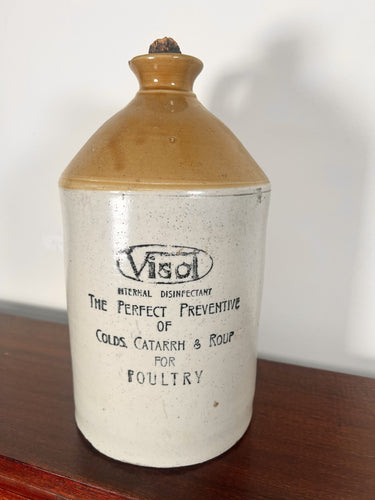 Visol
INTERNAL DISINFECTANT
THE PERFECT PREVENTIVE
OF
COLDS, CATARRH & ROUP
FOR
POULTRY